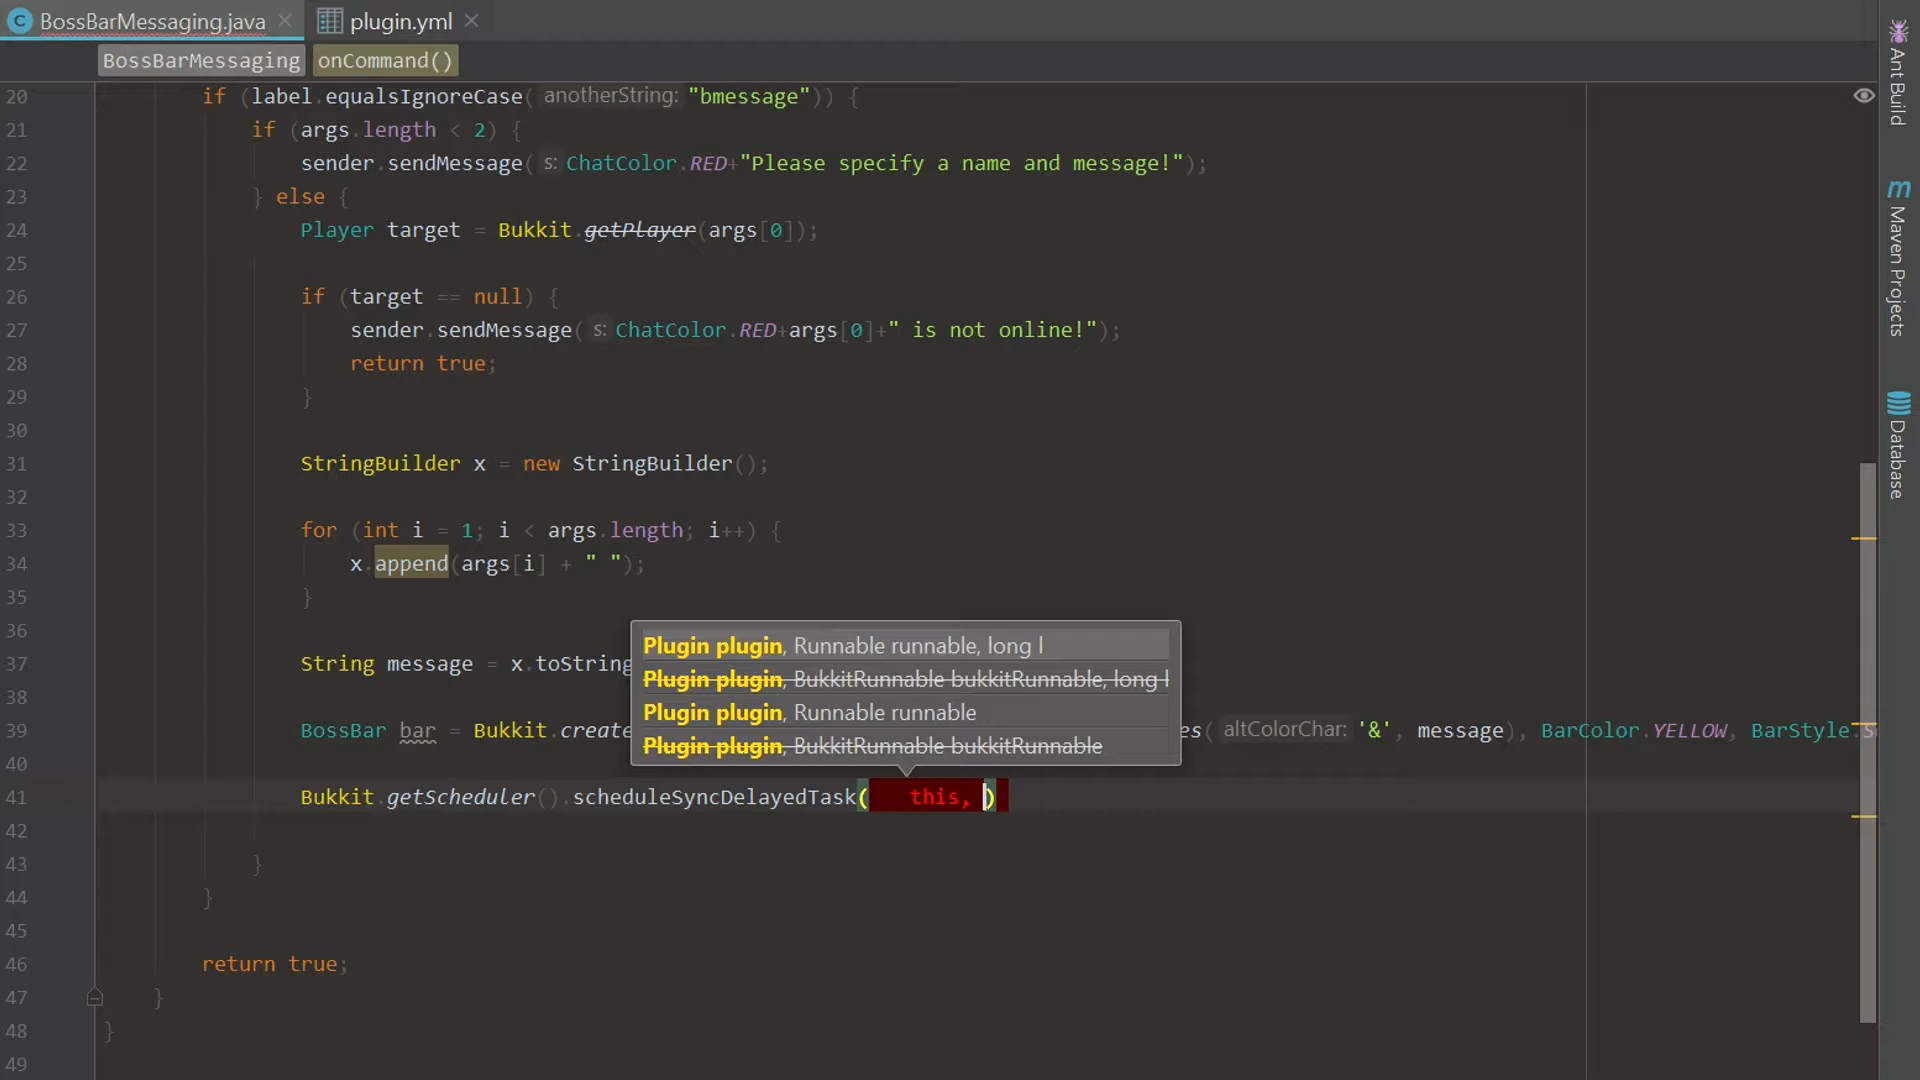 BossBarMessaging.java plugin.yml
BossBarMessaging onCommand()
20 if (label.equalsIgnoreCase( anotherString: "bmessage")) {
21 if (args.length < 2) {
22 sender.sendMessage( s: ChatColor.RED+"Please specify a name and message!");
23 } else {
24 Player target = Bukkit.getPlayer(args[0]);
25
26 if (target == null) {
27 sender.sendMessage( s: ChatColor.RED+args[0]+" is not online!");
28 return true;
29 }
30
31 StringBuilder x = new StringBuilder();
32
33 for (int i = 1; i < args.length; i++) {
34 x.append(args[i] + " ");
35 }
36
Plugin plugin, Runnable runnable, long l
37 String message = x.toString
Plugin plugin, BukkitRunnable bukkitRunnable, long l
38
Plugin plugin, Runnable runnable
39 BossBar bar = Bukkit.create es( altColorChar: '&', message), BarColor.YELLOW, BarStyle.S
Plugin plugin, BukkitRunnable bukkitRunnable
40
41 Bukkit.getScheduler().scheduleSyncDelayedTask( this, )
42
43 }
44 }
45
46 return true;
47 }
48 }
49
Ant Build
m Maven Projects
Database